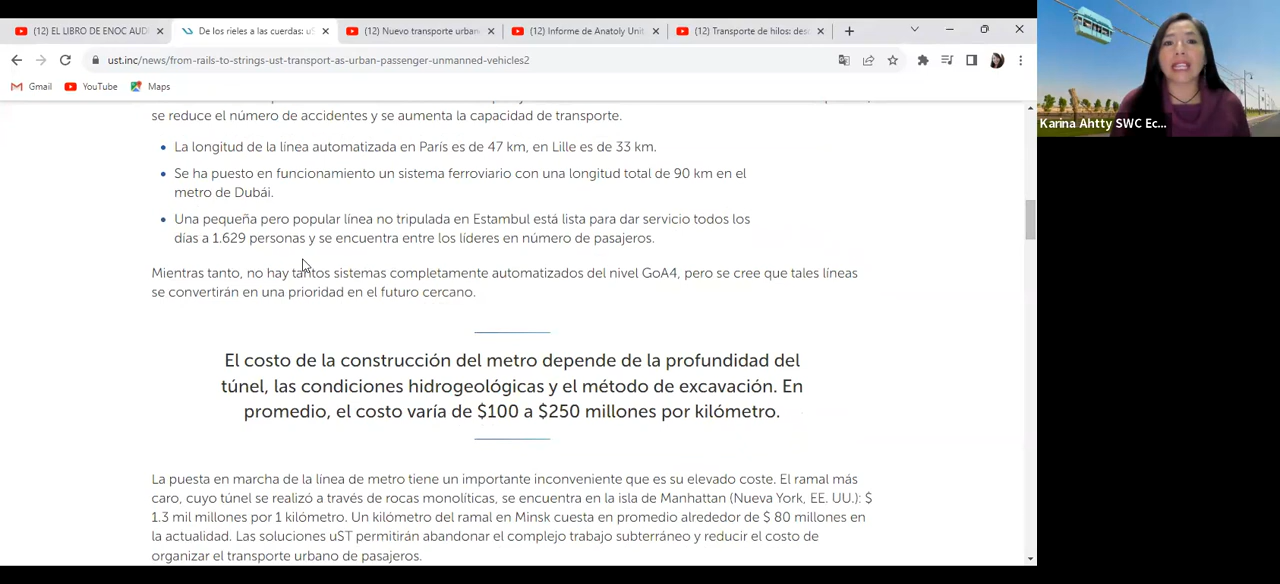 (12) EL LIBRO DE ENOC AUD
De los rieles a las cuerdas: uS
(12) Nuevo transporte urban
(12) Informe de Anatoly Unit
(12) Transporte de hilos: des
ust.inc/news/from-rails-to-strings-ust-transport-as-urban-passenger-unmanned-vehicles2
Gmail
YouTube
Maps
se reduce el número de accidentes y se aumenta la capacidad de transporte.
La longitud de la línea automatizada en París es de 47 km, en Lille es de 33 km.
Se ha puesto en funcionamiento un sistema ferroviario con una longitud total de 90 km en el
metro de Dubái.
Una pequeña pero popular línea no tripulada en Estambul está lista para dar servicio todos los
días a 1.629 personas y se encuentra entre los líderes en número de pasajeros.
Mientras tanto, no hay tantos sistemas completamente automatizados del nivel GoA4, pero se cree que tales líneas
se convertirán en una prioridad en el futuro cercano.
El costo de la construcción del metro depende de la profundidad del
túnel, las condiciones hidrogeológicas y el método de excavación. En
promedio, el costo varía de $100 a $250 millones por kilómetro.
La puesta en marcha de la línea de metro tiene un importante inconveniente que es su elevado coste. El ramal más
caro, cuyo túnel se realizó a través de rocas monolíticas, se encuentra en la isla de Manhattan (Nueva York, EE. UU.): $
1.3 mil millones por 1 kilómetro. Un kilómetro del ramal en Minsk cuesta en promedio alrededor de $ 80 millones en
la actualidad. Las soluciones uST permitirán abandonar el complejo trabajo subterráneo y reducir el costo de
organizar el transporte urbano de pasajeros.
Karina Ahtty SWC Ec...